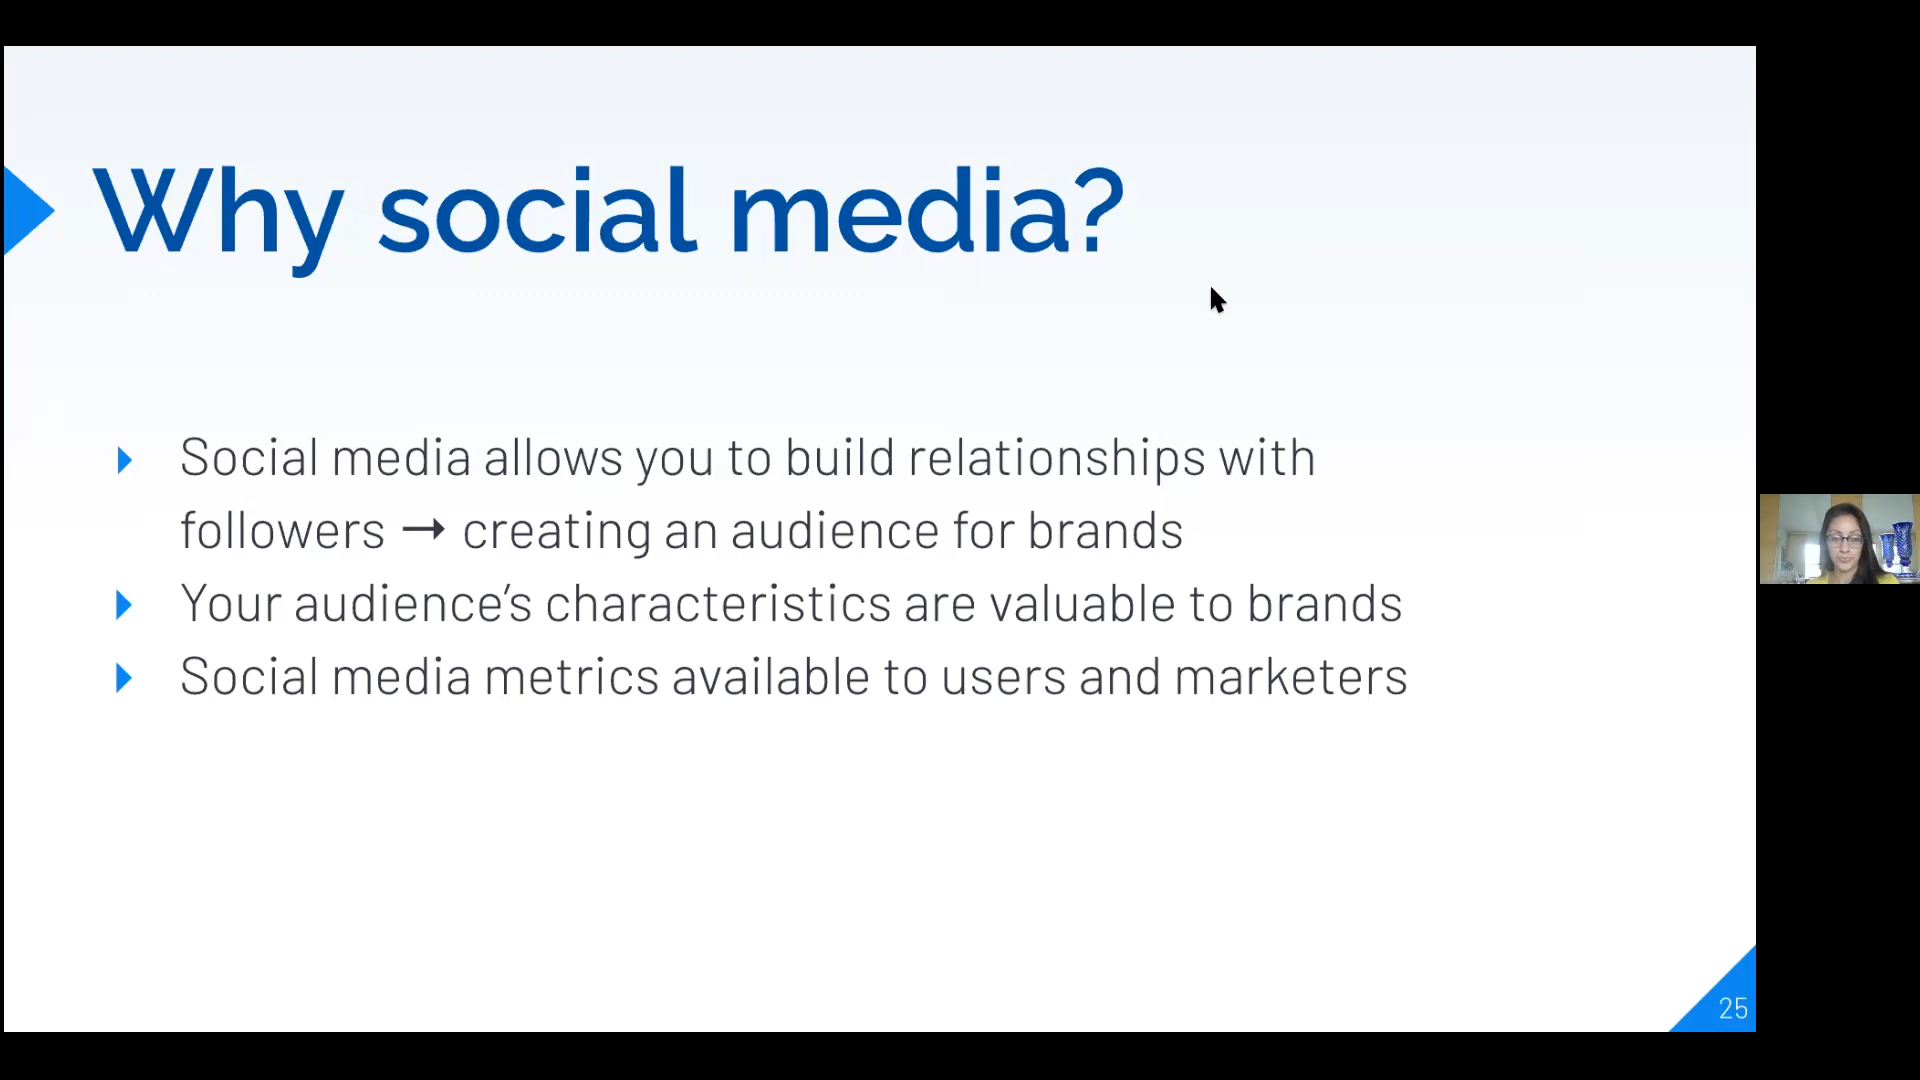 Why social media?
Social media allows you to build relationships with
followers → creating an audience for brands
Your audience’s characteristics are valuable to brands
Social media metrics available to users and marketers
25